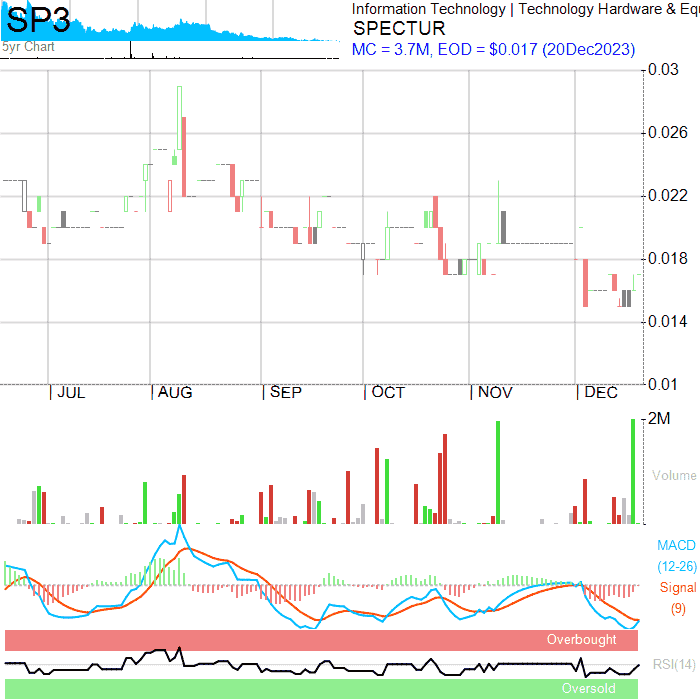 SP3
5yr Chart
Information Technology | Technology Hardware &
SPECTUR
MC = 3.7M, EOD = $0.017 (20Dec2023)
0.03
0.026
0.022
0.018
0.014
0.01
JUL AUG SEP OCT NOV DEC
2M
Volume
MACD
(12-26)
Signal
(9)
Overbought
RSI(14)
Oversold